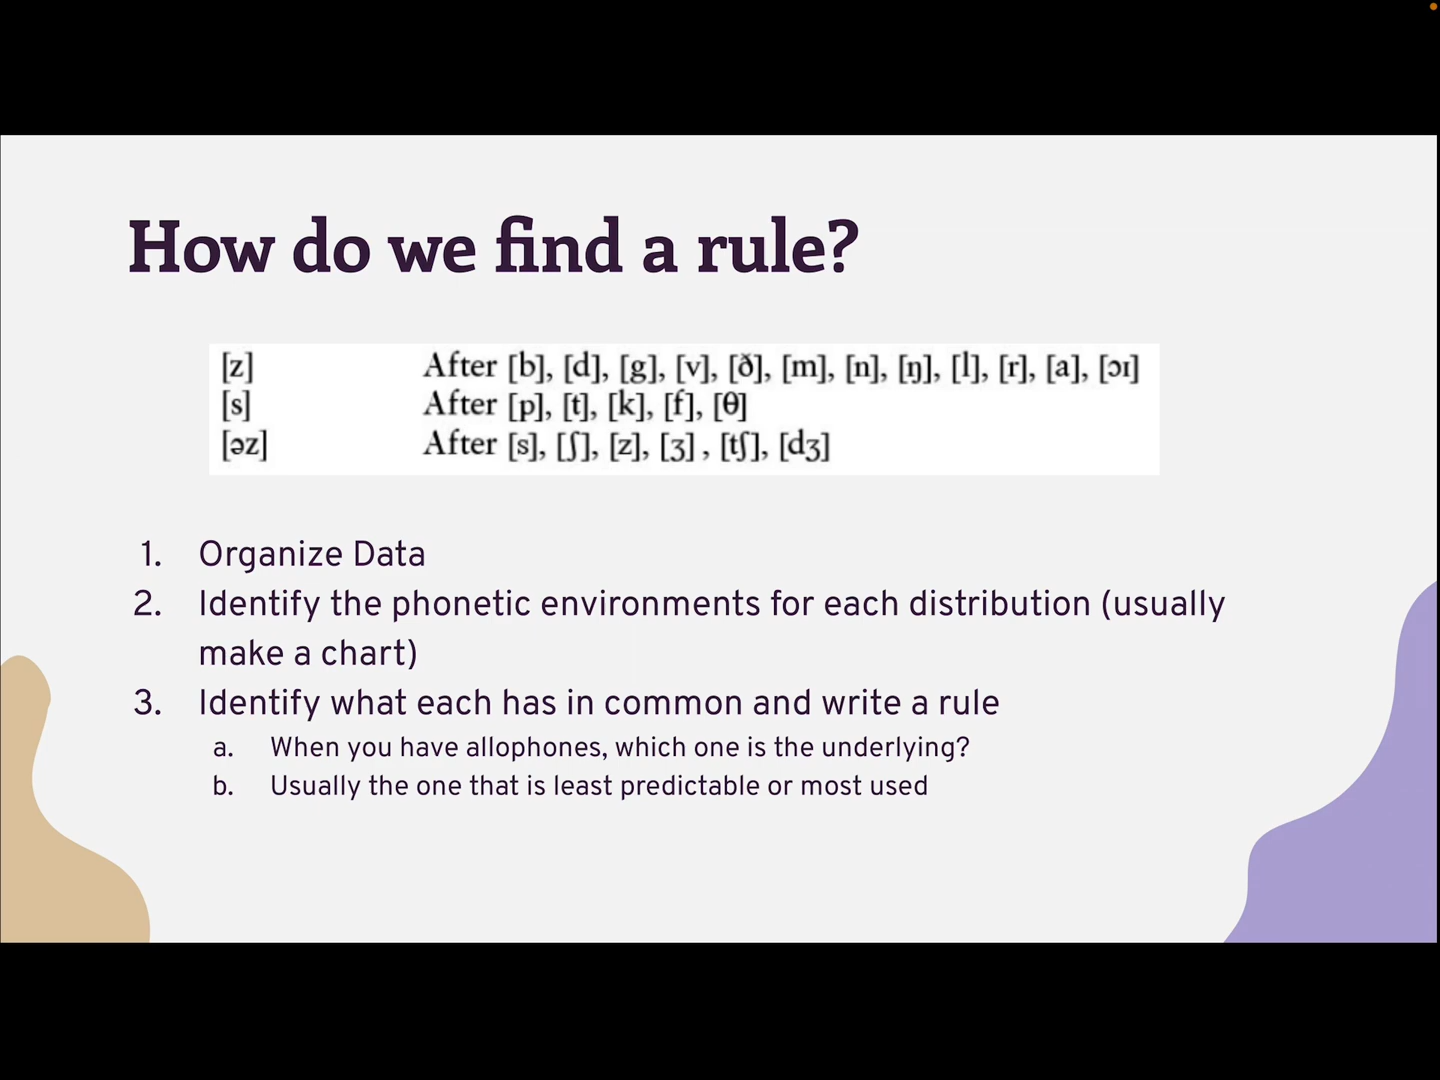 How do we find a rule?
[z] After [b], [d], [g], [v], [ð], [m], [n], [ŋ], [l], [r], [a], [ɔɪ]
[s] After [p], [t], [k], [f], [θ]
[əz] After [s], [ʃ], [z], [ʒ] , [tʃ], [dʒ]
1. Organize Data
2. Identify the phonetic environments for each distribution (usually
make a chart)
3. Identify what each has in common and write a rule
a. When you have allophones, which one is the underlying?
b. Usually the one that is least predictable or most used